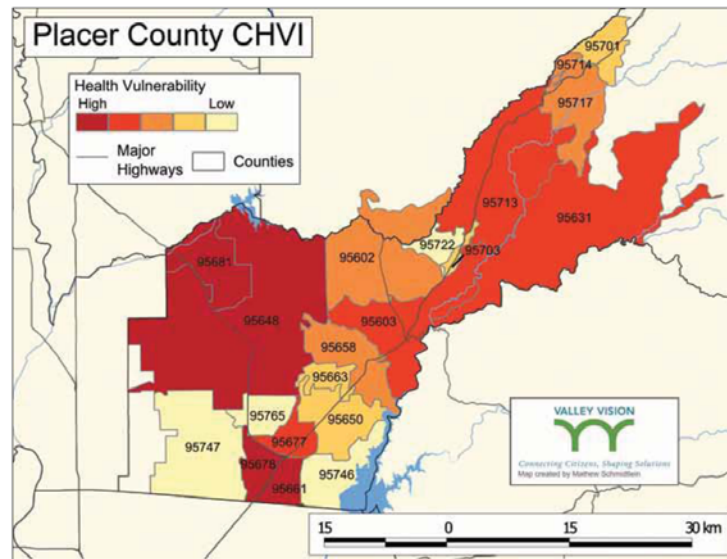 Placer County CHVI
Health Vulnerability
High Low
Major Highways
Counties
95701
95714
95717
95713
95631
95722
95703
95602
95681
95648
95603
95658
95663
95765
95650
95747
95677
95678
95746
95661
VALLEY VISION
Connecting Citizens, Shaping Solutions
Map created by Mathew Schmidtlein
15 0 15 30 km